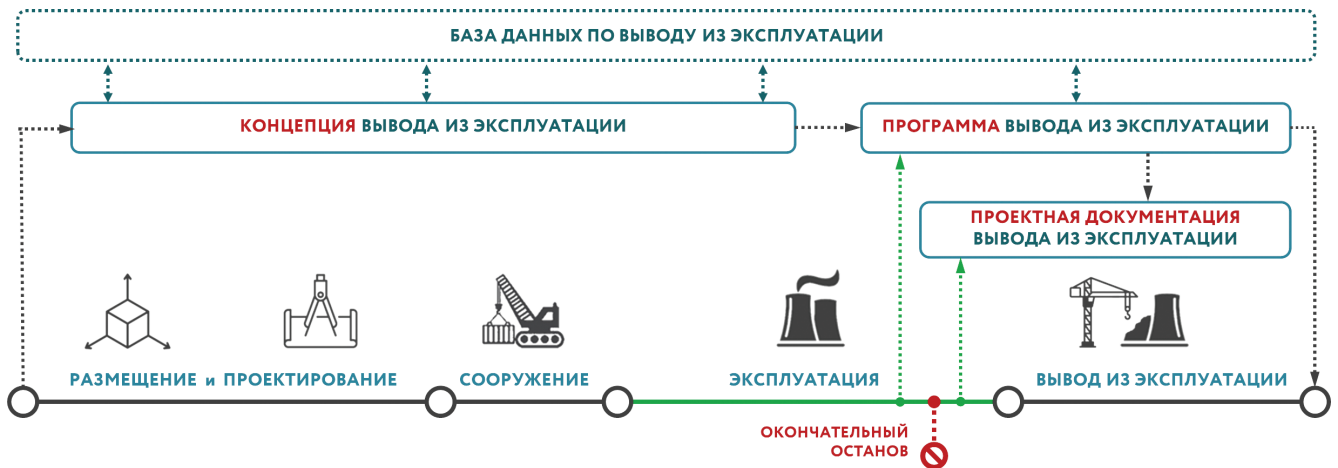 БАЗА ДАННЫХ ПО ВЫВОДУ ИЗ ЭКСПЛУАТАЦИИ
КОНЦЕПЦИЯ ВЫВОДА ИЗ ЭКСПЛУАТАЦИИ
ПРОГРАММА ВЫВОДА ИЗ ЭКСПЛУАТАЦИИ
ПРОЕКТНАЯ ДОКУМЕНТАЦИЯ
ВЫВОДА ИЗ ЭКСПЛУАТАЦИИ
РАЗМЕЩЕНИЕ и ПРОЕКТИРОВАНИЕ
СООРУЖЕНИЕ
ЭКСПЛУАТАЦИЯ
ВЫВОД ИЗ ЭКСПЛУАТАЦИИ
ОКОНЧАТЕЛЬНЫЙ
ОСТАНОВ